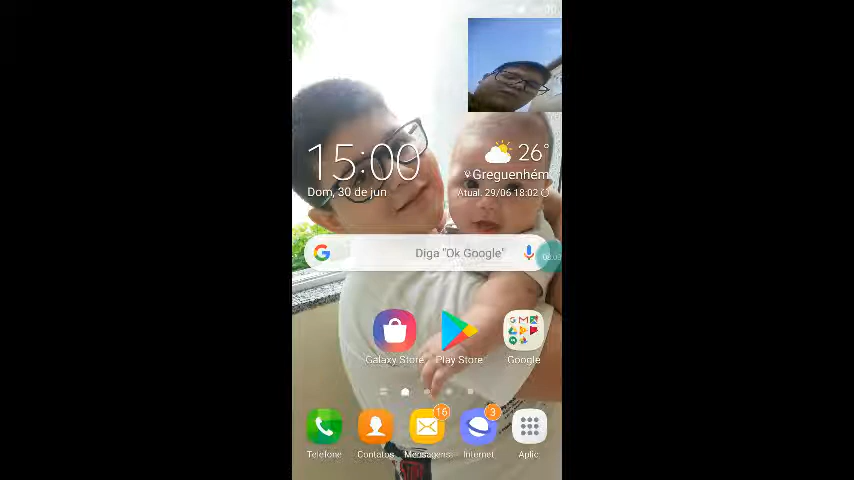 15:00
26°
Greguenhém
Dom, 30 de jun
Atual. 29/06 18:02
G
Diga "Ok Google"
Galaxy Store
Play Store
Google
16
3
Telefone
Contatos
Mensagens
Internet
Aplic.